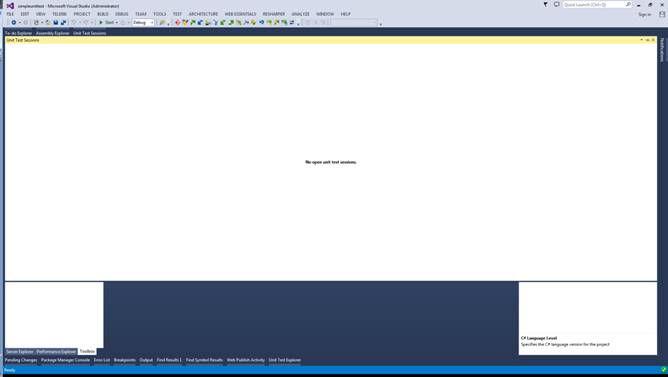 simpleunittest - Microsoft Visual Studio (Administrator)
Quick Launch (Ctrl+Q)
FILE EDIT VIEW TELERIK PROJECT BUILD DEBUG TEAM TOOLS TEST ARCHITECTURE WEB ESSENTIALS RESHARPER ANALYZE WINDOW HELP
Sign in
Start
Debug
To-do Explorer Assembly Explorer Unit Test Sessions
Unit Test Sessions
Notifications
No open unit test sessions.
C# Language Level
Specifies the C# language version for the project
Server Explorer Performance Explorer Toolbox
Pending Changes Package Manager Console Error List Breakpoints Output Find Results 1 Find Symbol Results Web Publish Activity Unit Test Explorer
Ready